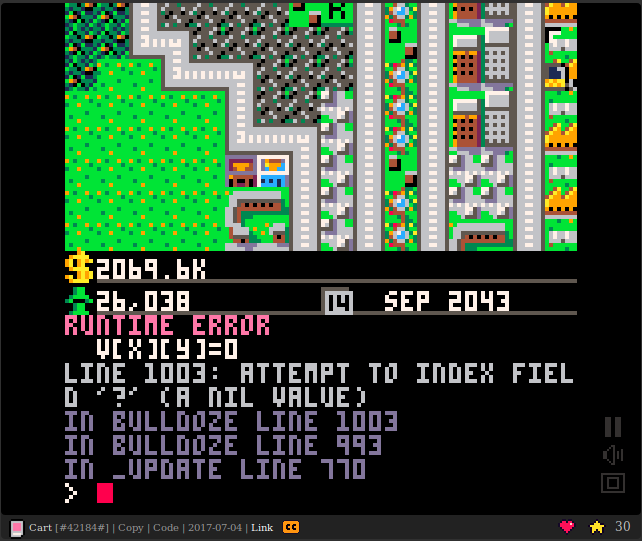 $2069.6K
26,038 14 SEP 2043
RUNTIME ERROR
V[X][Y]=0
LINE 1003: ATTEMPT TO INDEX FIEL
D '?' (A NIL VALUE)
IN BULLDOZE LINE 1003
IN BULLDOZE LINE 993
IN _UPDATE LINE 770
>
Cart [#42184#] | Copy | Code | 2017-07-04 | Link CC 30